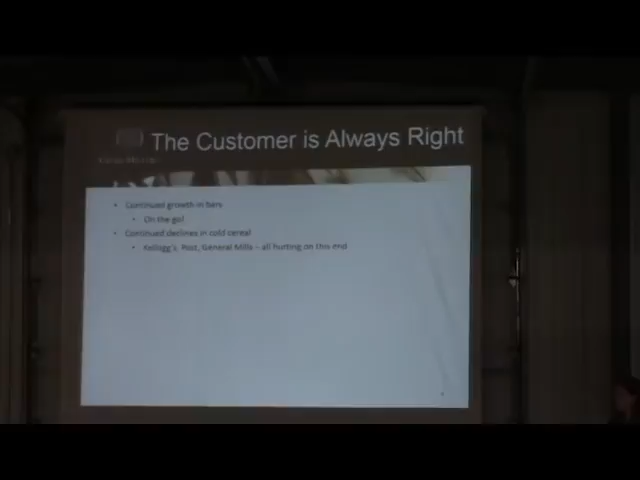 The Customer is Always Right
• Continued growth in bars
• On the go!
• Continued declines in cold cereal
• Kellogg's, Post, General Mills – all hurting on this end